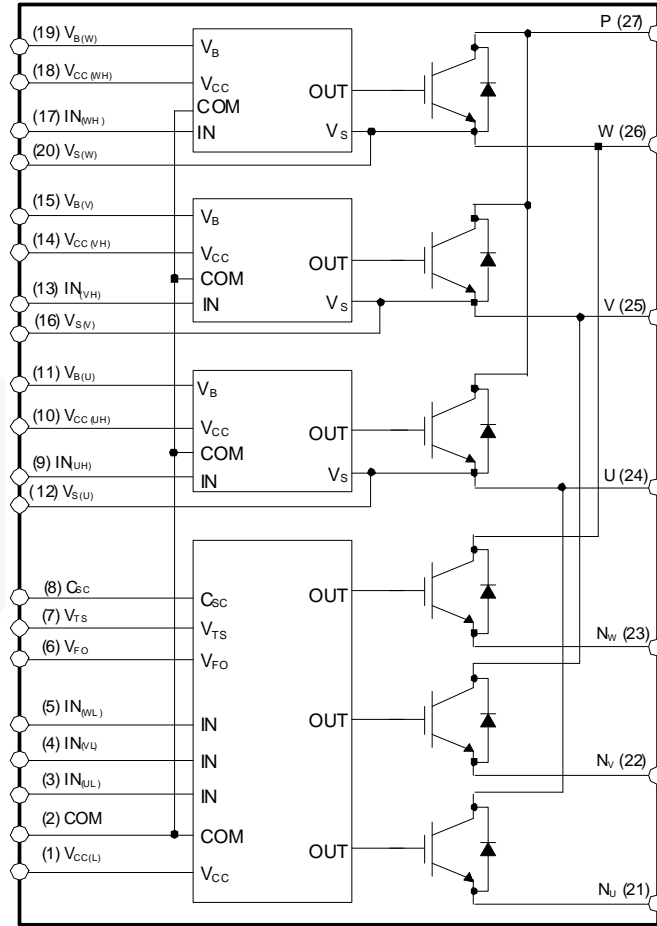 (19) VB(W)
VB
P (27)
(18) VCC(WH)
VCC
OUT
COM
(17) IN(WH)
IN
VS
W (26)
(20) VS(W)
(15) VB(V)
VB
(14) VCC(VH)
VCC
OUT
COM
(13) IN(VH)
IN
VS
V (25)
(16) VS(V)
(11) VB(U)
VB
(10) VCC(UH)
VCC
OUT
COM
(9) IN(UH)
IN
VS
U (24)
(12) VS(U)
(8) CSC
CSC
OUT
(7) VTS
VTS
(6) VFO
VFO
NW (23)
(5) IN(WL)
IN
OUT
(4) IN(VL)
IN
NV (22)
(3) IN(UL)
IN
(2) COM
COM
OUT
(1) VCC(L)
VCC
NU (21)